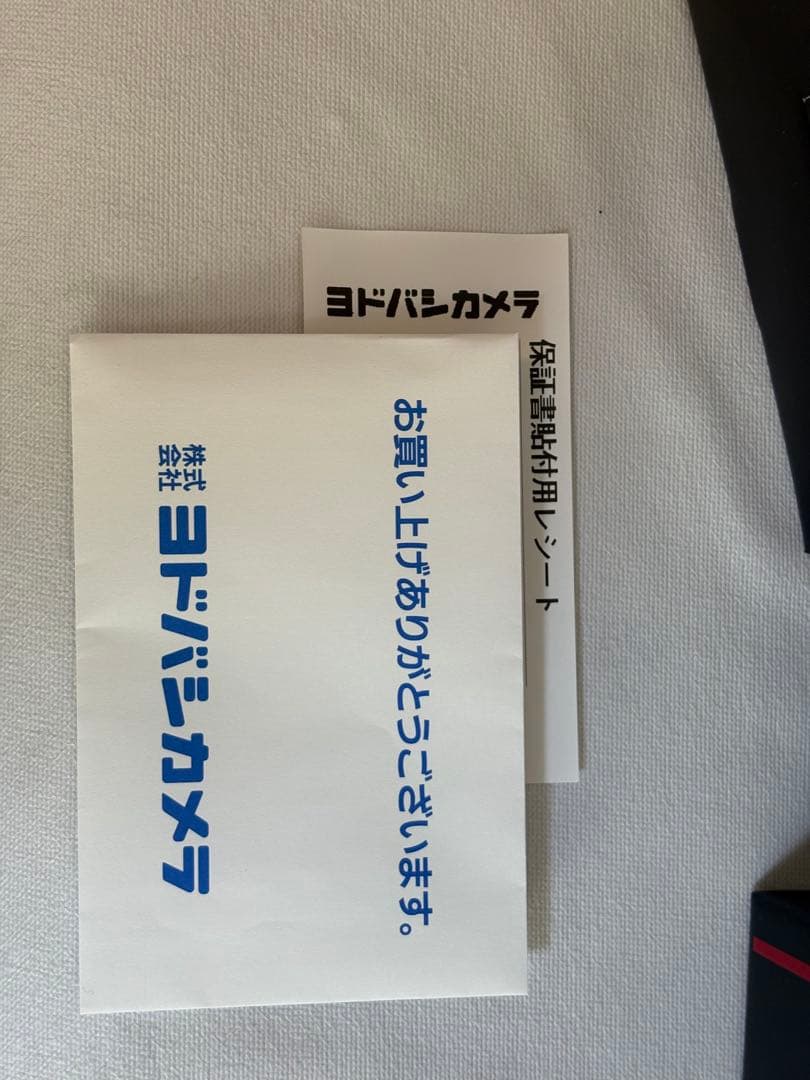 ヨドバシカメラ
保証書貼付用レシート
お買い上げありがとうございます。
株式会社 ヨドバシカメラ